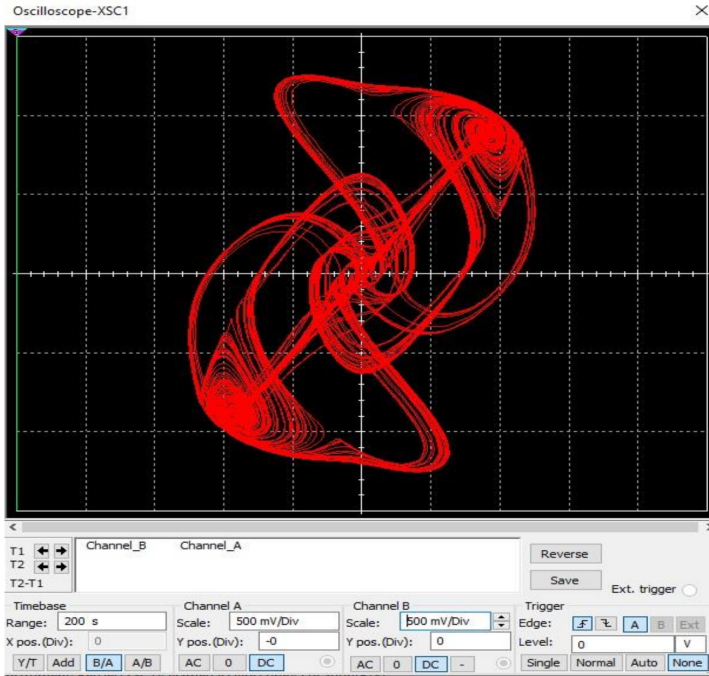 Oscilloscope-XSC1
T1
T2
T2-T1
Channel_B Channel_A
Reverse
Save
Ext. trigger
Timebase
Range: 200 s
X pos.(Div): 0
Y/T Add B/A A/B
Channel A
Scale: 500 mV/Div
Y pos.(Div): -0
AC 0 DC
Channel B
Scale: 500 mV/Div
Y pos.(Div): 0
AC 0 DC -
Trigger
Edge: A B Ext
Level: 0 V
Single Normal Auto None